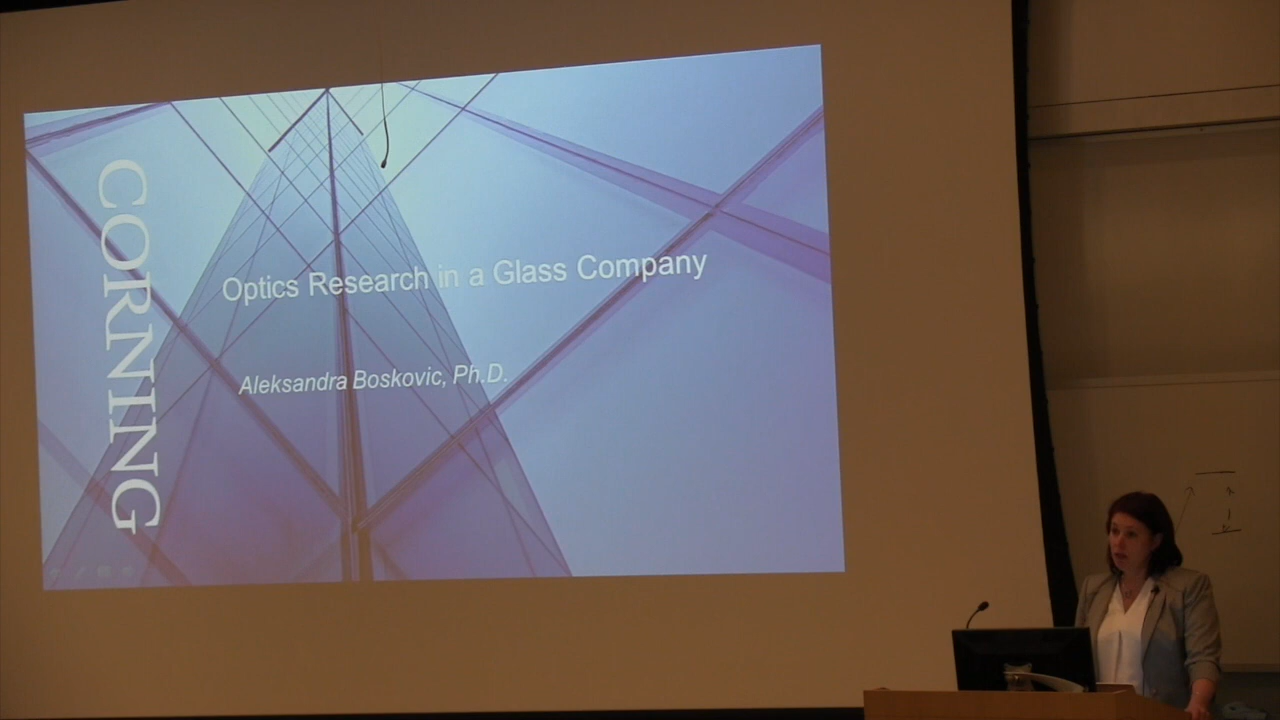 CORNING
Optics Research in a Glass Company
Aleksandra Boskovic, Ph.D.